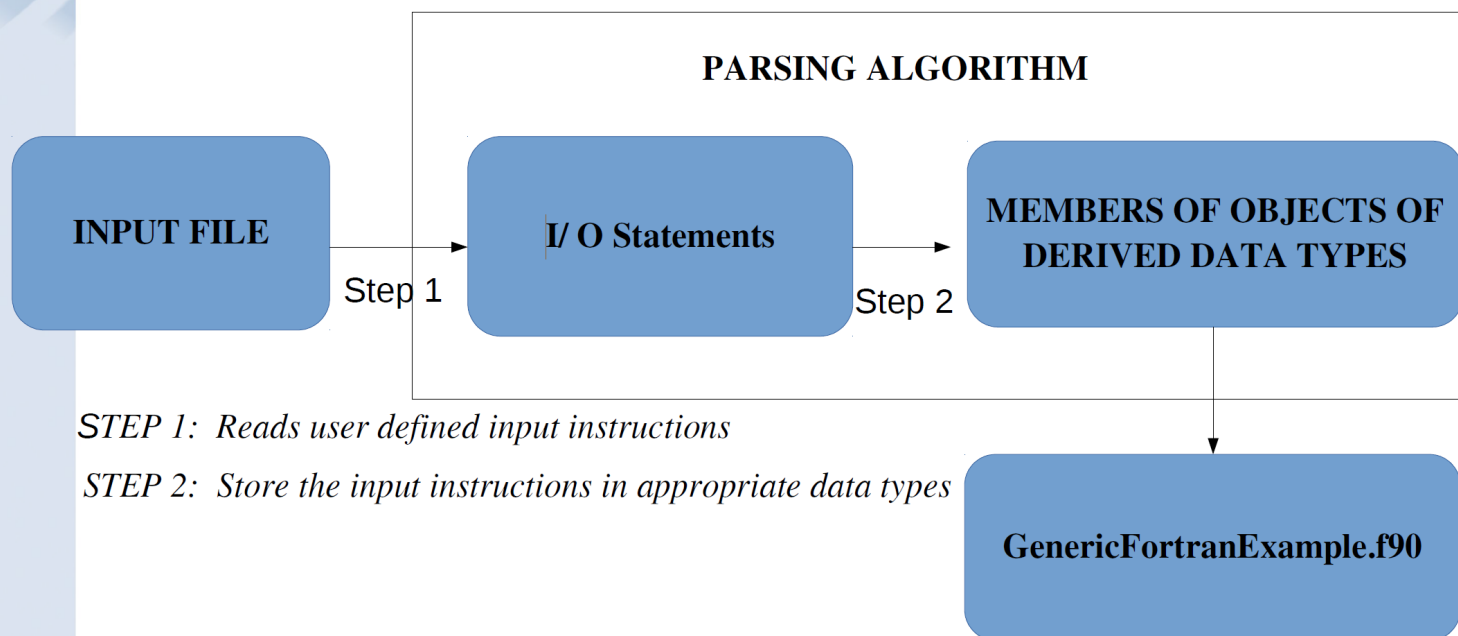 PARSING ALGORITHM
INPUT FILE
I/ O Statements
MEMBERS OF OBJECTS OF
DERIVED DATA TYPES
Step 1
Step 2
STEP 1: Reads user defined input instructions
STEP 2: Store the input instructions in appropriate data types
GenericFortranExample.f90